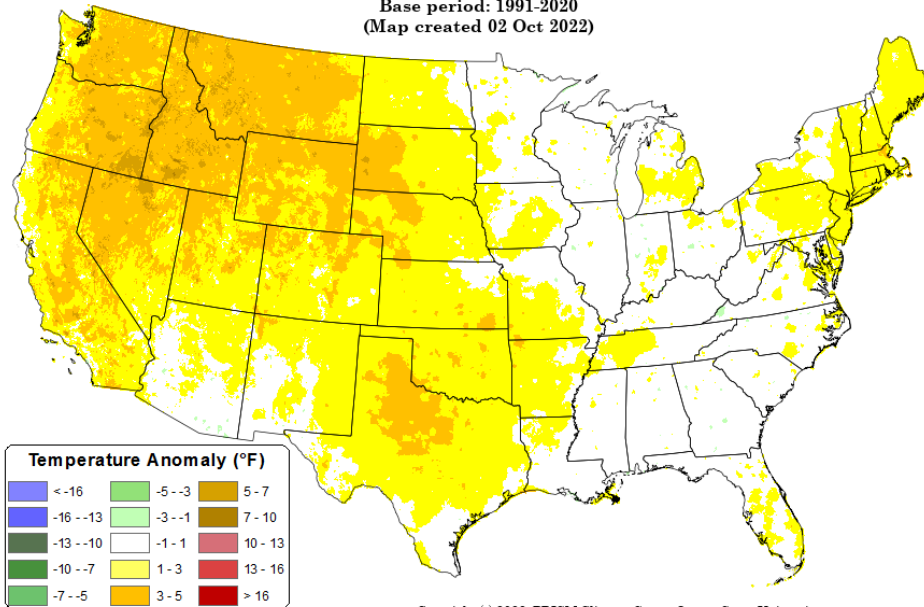 Base period: 1991-2020
(Map created 02 Oct 2022)
Temperature Anomaly (°F)
< -16
-5 - -3
5 - 7
-16 - -13
-3 - -1
7 - 10
-13 - -10
-1 - 1
10 - 13
-10 - -7
1 - 3
13 - 16
-7 - -5
3 - 5
> 16